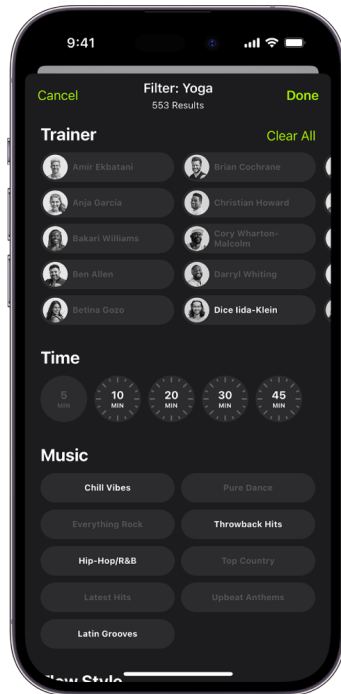 9:41
Cancel
Filter: Yoga
Done
553 Results
Trainer
Clear All
Amir Ekbatani
Brian Cochrane
Anja Garcia
Christian Howard
Bakari Williams
Cory Wharton-
Malcolm
Ben Allen
Darryl Whiting
Betina Gozo
Dice Iida-Klein
Time
5
MIN
10
MIN
20
MIN
30
MIN
45
MIN
Music
Chill Vibes
Pure Dance
Everything Rock
Throwback Hits
Hip-Hop/R&B
Top Country
Latest Hits
Upbeat Anthems
Latin Grooves
Flow Style